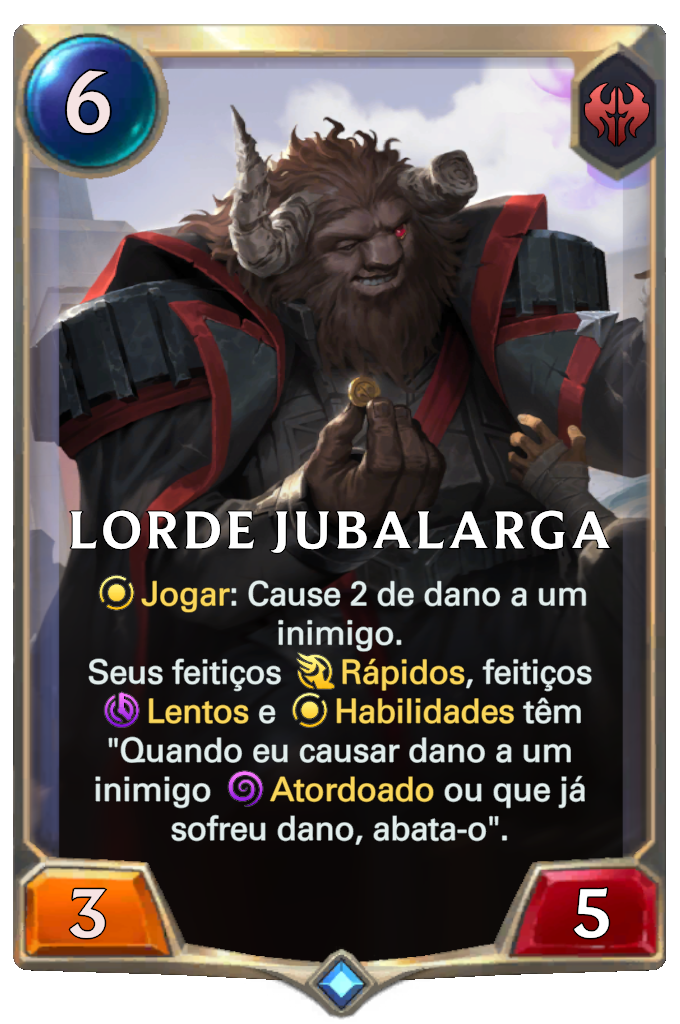 6
LORDE JUBALARGA
Jogar: Cause 2 de dano a um
inimigo.
Seus feitiços Rápidos, feitiços
Lentos e Habilidades têm
"Quando eu causar dano a um
inimigo Atordoado ou que já
sofreu dano, abata-o".
3
5